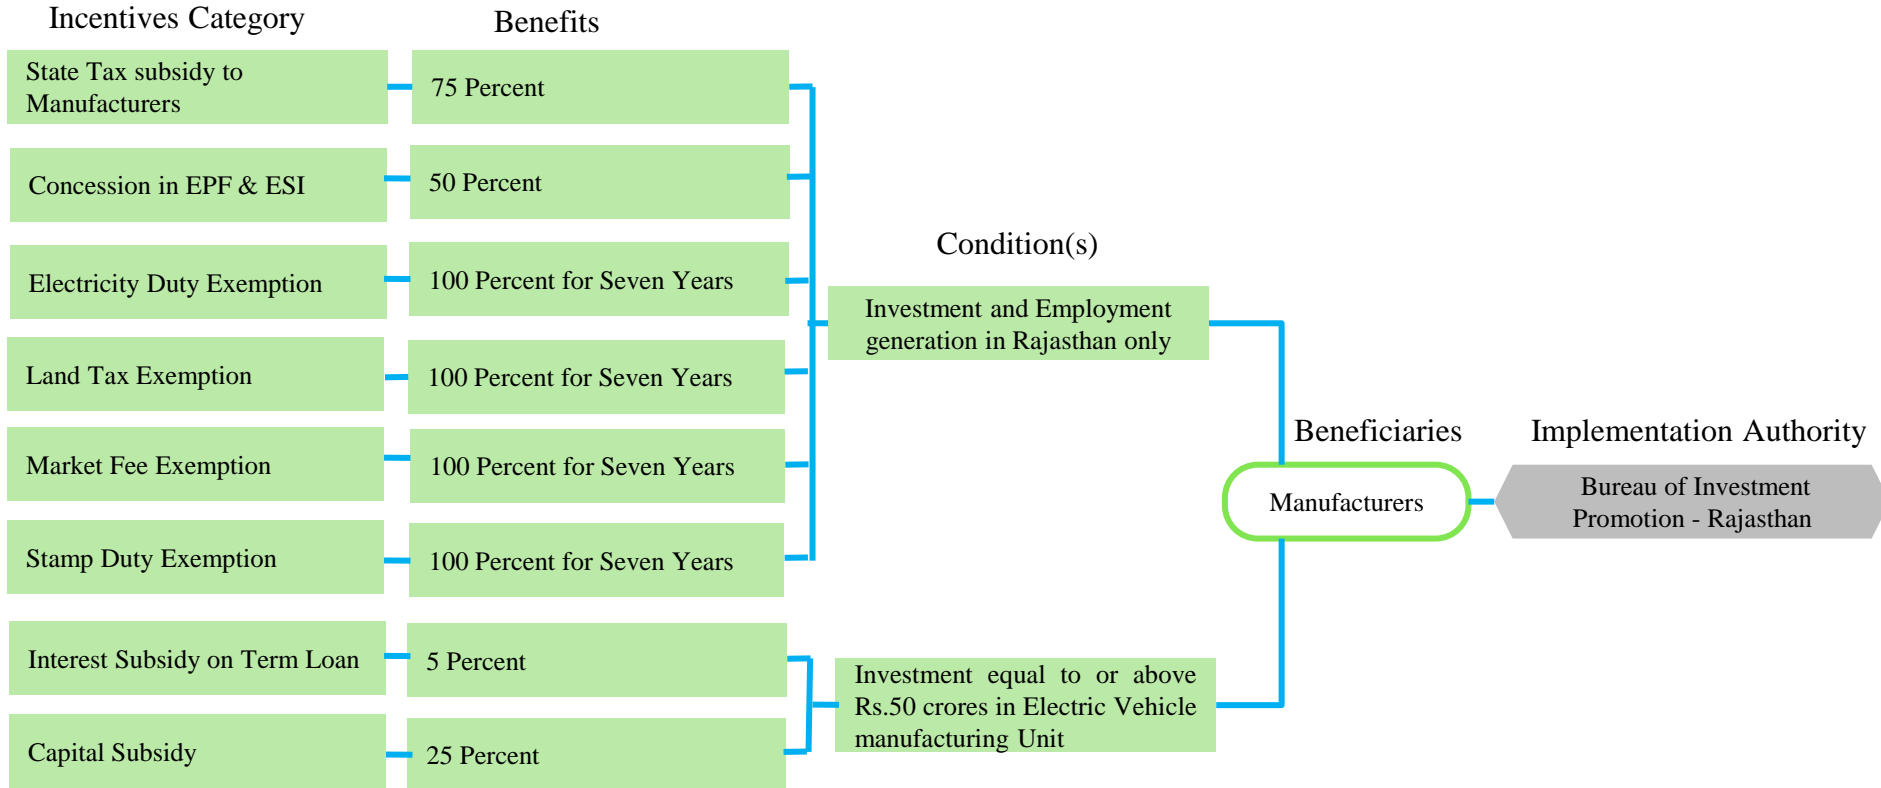 Incentives Category
Benefits
State Tax subsidy to
Manufacturers
75 Percent
Concession in EPF & ESI
50 Percent
Electricity Duty Exemption
100 Percent for Seven Years
Land Tax Exemption
100 Percent for Seven Years
Market Fee Exemption
100 Percent for Seven Years
Stamp Duty Exemption
100 Percent for Seven Years
Interest Subsidy on Term Loan
5 Percent
Capital Subsidy
25 Percent
Condition(s)
Investment and Employment
generation in Rajasthan only
Investment equal to or above
Rs.50 crores in Electric Vehicle
manufacturing Unit
Beneficiaries
Manufacturers
Implementation Authority
Bureau of Investment
Promotion - Rajasthan